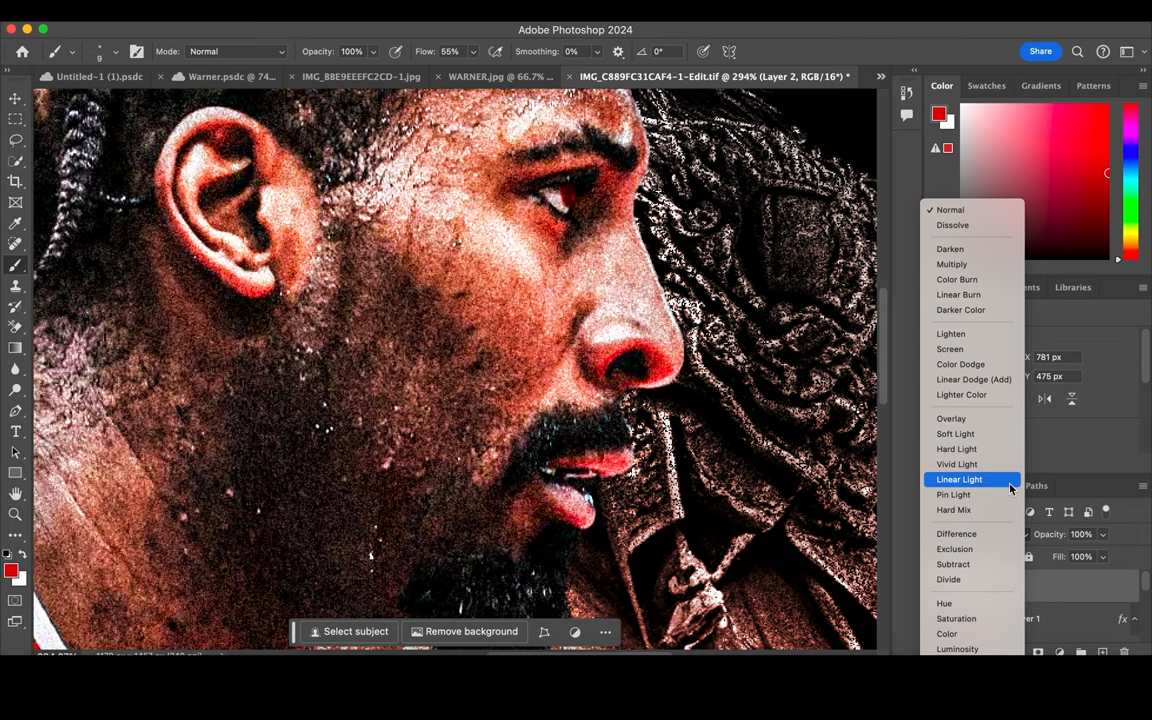 Adobe Photoshop 2024
Mode: Normal Opacity: 100% Flow: 55% Smoothing: 0% 0° Share
9
Untitled-1 (1).psdc Warner.psdc @ 74... IMG_BBE9EEEFC2CD-1.jpg WARNER.jpg @ 66.7% ... IMG_C889FC31CAF4-1-Edit.tif @ 294% (Layer 2, RGB/16*) *
Color Swatches Gradients Patterns
Normal
Dissolve
Darken
Multiply
Color Burn
Linear Burn
Darker Color
Lighten
Screen
Color Dodge
Linear Dodge (Add)
Lighter Color
Overlay
Soft Light
Hard Light
Vivid Light
Linear Light
Pin Light
Hard Mix
Difference
Exclusion
Subtract
Divide
Hue
Saturation
Color
Luminosity
Libraries
X 781 px
Y 475 px
Paths
Opacity: 100%
Fill: 100%
fx
Select subject Remove background